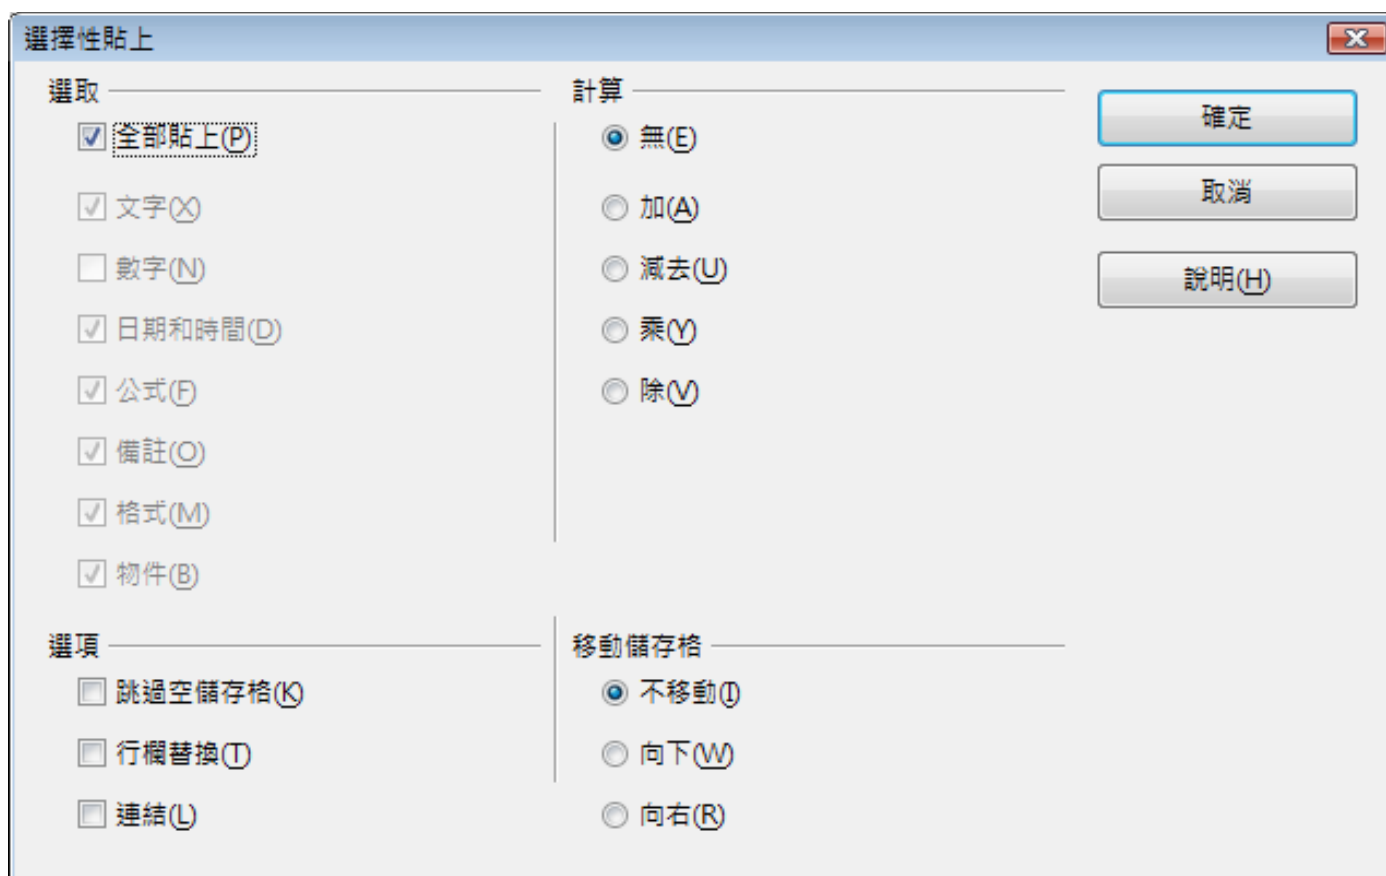 選擇性貼上
選取
全部貼上(P)
文字(X)
數字(N)
日期和時間(D)
公式(F)
備註(O)
格式(M)
物件(B)
計算
無(E)
加(A)
減去(U)
乘(Y)
除(V)
確定
取消
說明(H)
選項
跳過空儲存格(K)
行欄替換(T)
連結(L)
移動儲存格
不移動(I)
向下(W)
向右(R)